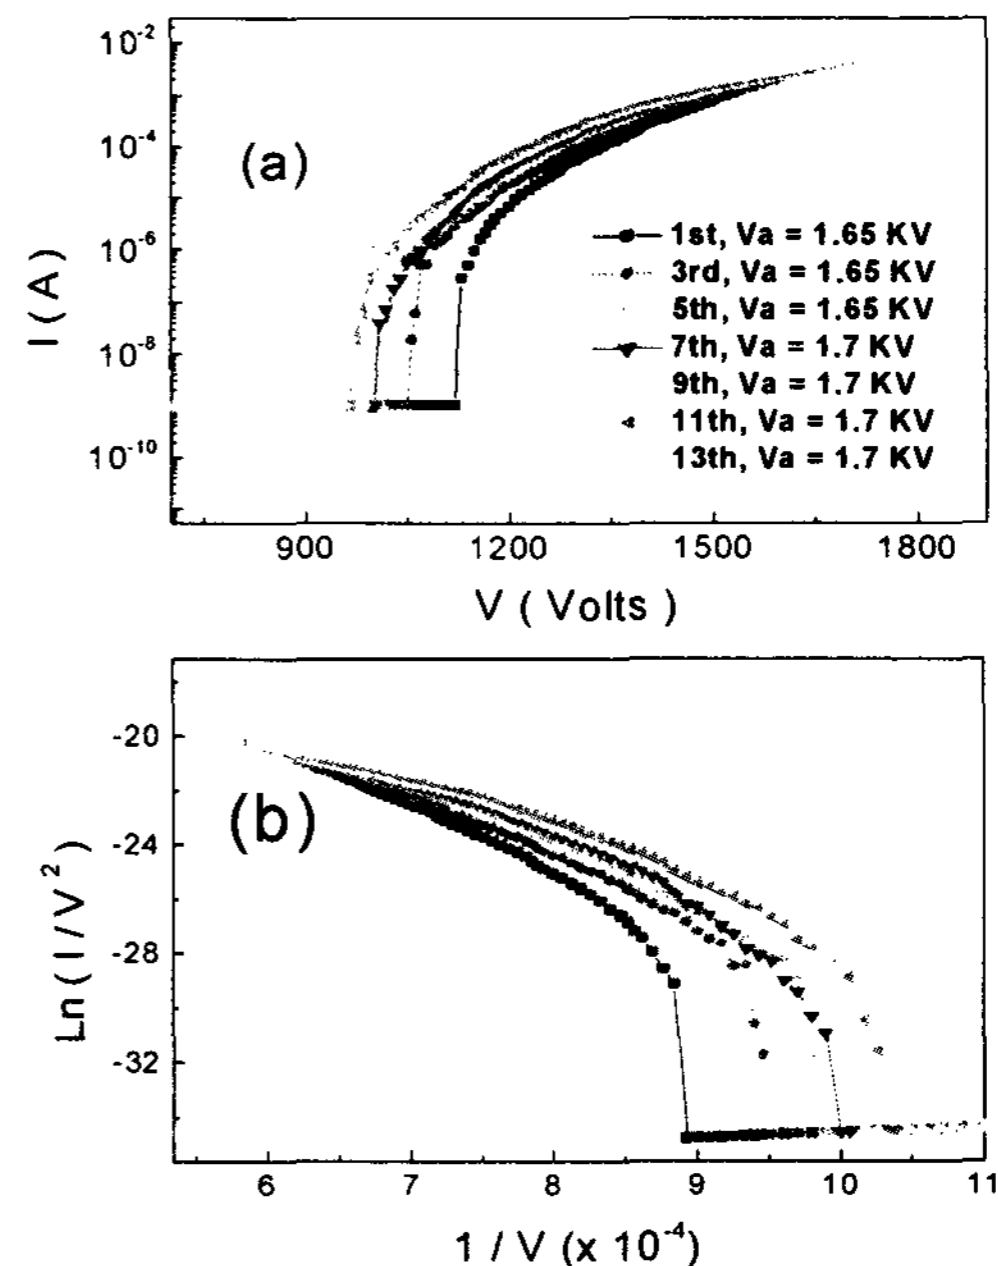 10^-2
10^-4
10^-6
10^-8
10^-10
I ( A )
(a)
1st, Va = 1.65 KV
3rd, Va = 1.65 KV
5th, Va = 1.65 KV
7th, Va = 1.7 KV
9th, Va = 1.7 KV
11th, Va = 1.7 KV
13th, Va = 1.7 KV
900 1200 1500 1800
V ( Volts )
-20
-24
-28
-32
Ln ( I / V^2 )
(b)
6 7 8 9 10 11
1 / V (x 10^-4)